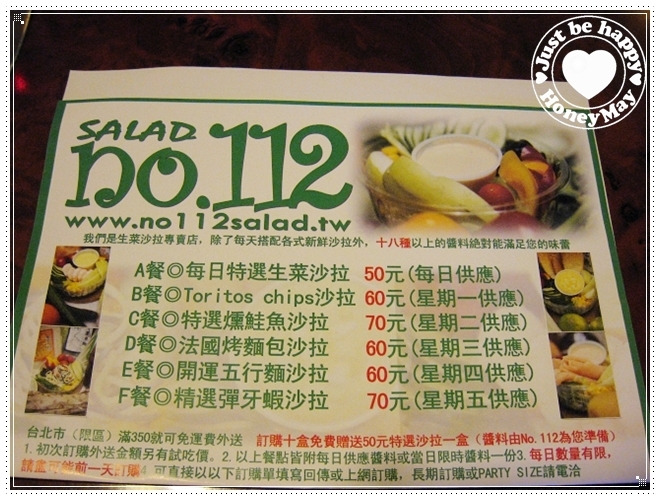 Just be happy
HoneyMay
SALAD
no.112
www.no112salad.tw
我們是生菜沙拉專賣店，除了每天搭配各式新鮮沙拉外，十八種以上的醬料絕對能滿足您的味蕾
A餐◎每日特選生菜沙拉 50元(每日供應)
B餐◎Toritos chips沙拉 60元(星期一供應)
C餐◎特選燻鮭魚沙拉 70元(星期二供應)
D餐◎法國烤麵包沙拉 60元(星期三供應)
E餐◎開運五行麵沙拉 60元(星期四供應)
F餐◎精選彈牙蝦沙拉 70元(星期五供應)
台北市（限區）滿350就可免運費外送 訂購十盒免費贈送50元特選沙拉一盒（醬料由No.112為您準備）
1.初次訂購外送金額另有試吃價。2.以上餐點皆附每日供應醬料或當日限時醬料一份3.每日數量有限，
請盡可能前一天訂購4.可直接以以下訂購單填寫回傳或上網訂購，長期訂購或PARTY SIZE請電洽